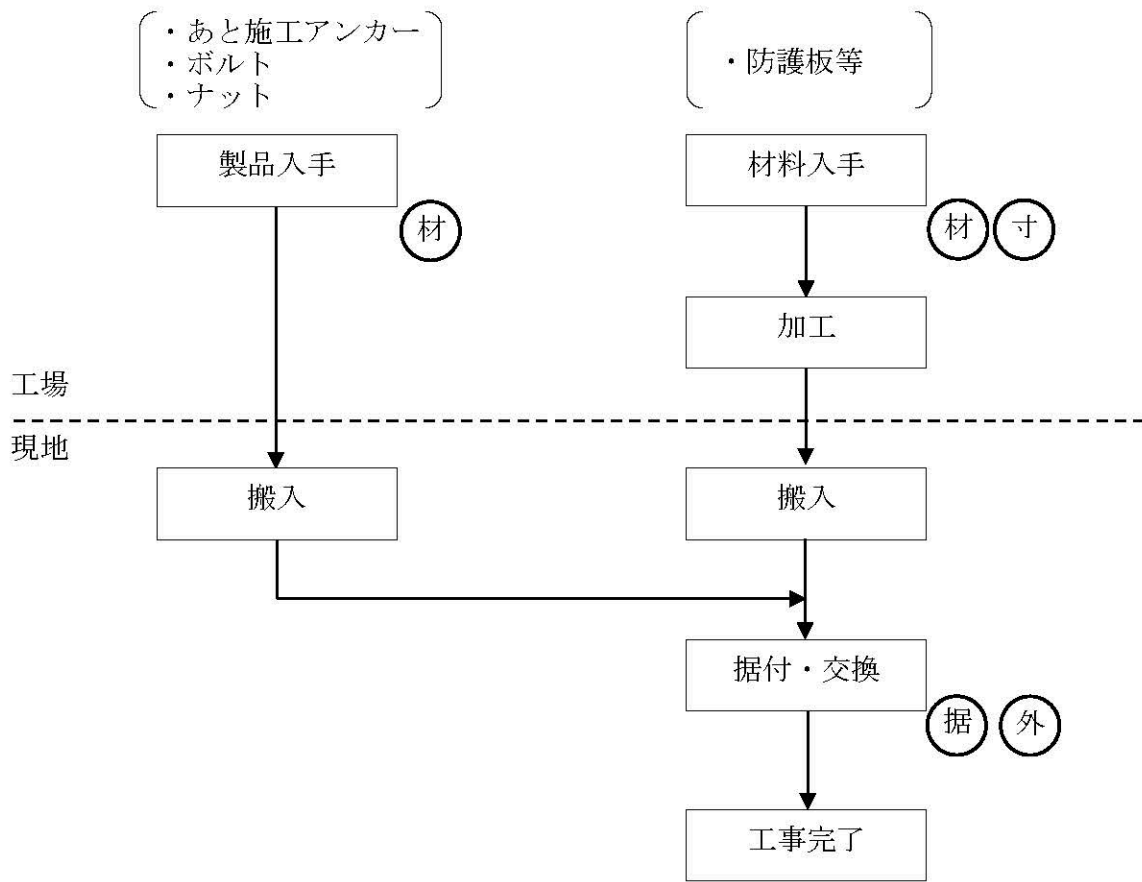 ・あと施工アンカー
・ボルト
・ナット
・防護板等
製品入手
材料入手
材
材
寸
加工
工場
現地
搬入
搬入
据付・交換
据
外
工事完了